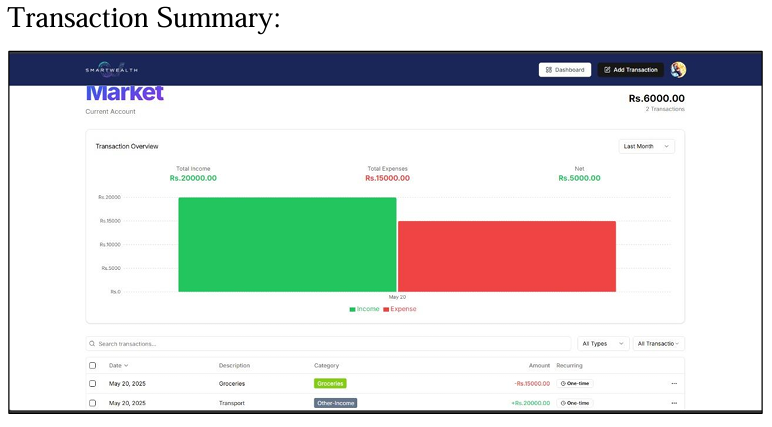 Transaction Summary:
SMARTWEALTH
Dashboard
Add Transaction
Market
Current Account
Rs.6000.00
2 Transactions
Transaction Overview
Last Month
Total Income
Total Expenses
Net
Rs.20000.00
Rs.15000.00
Rs.5000.00
Rs.20000
Rs.15000
Rs.10000
Rs.5000
Rs.0
May 20
Income Expense
Search transactions...
All Types
All Transactio
Date Description Category Amount Recurring
May 20, 2025 Groceries Groceries -Rs.15000.00 One-time
May 20, 2025 Transport Other-Income +Rs.20000.00 One-time